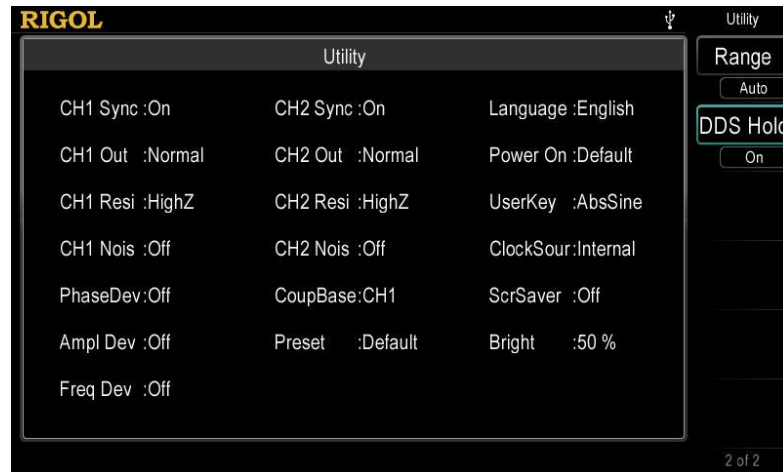 RIGOL
Utility
Utility
CH1 Sync :On
CH2 Sync :On
Language :English
CH1 Out :Normal
CH2 Out :Normal
Power On :Default
CH1 Resi :HighZ
CH2 Resi :HighZ
UserKey :AbsSine
CH1 Nois :Off
CH2 Nois :Off
ClockSour:Internal
PhaseDev:Off
CoupBase:CH1
ScrSaver :Off
Ampl Dev :Off
Preset :Default
Bright :50 %
Freq Dev :Off
Range
Auto
DDS Hold
On
2 of 2